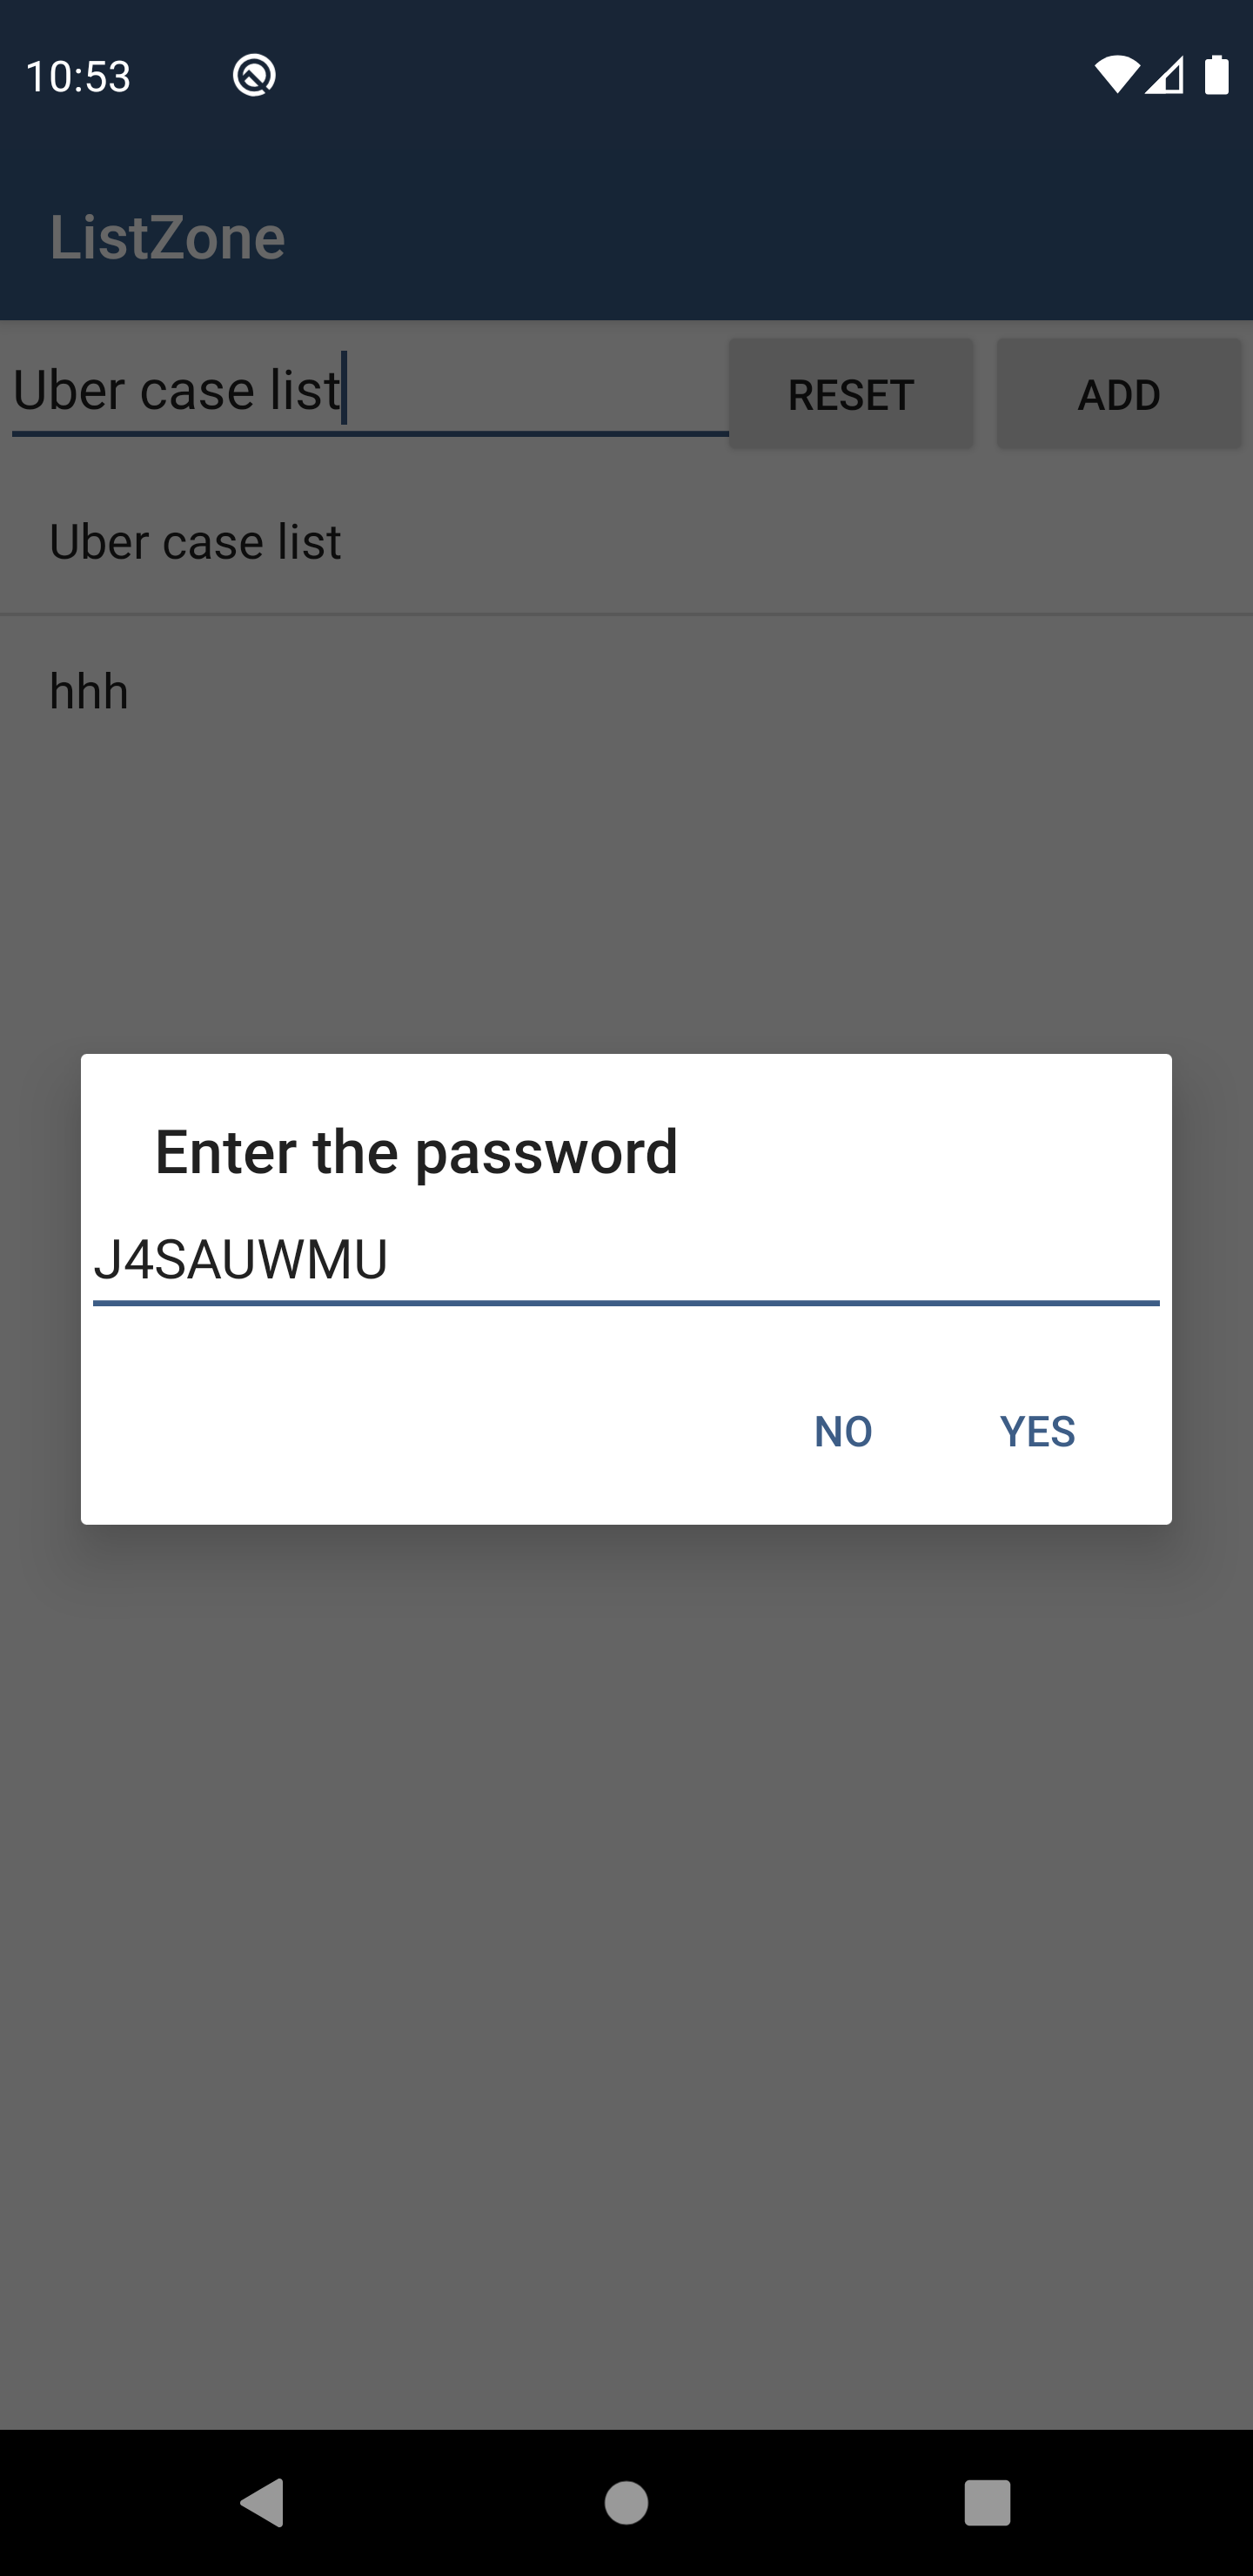 10:53
ListZone
Uber case list
RESET
ADD
Uber case list
hhh
Enter the password
J4SAUWMU
NO
YES